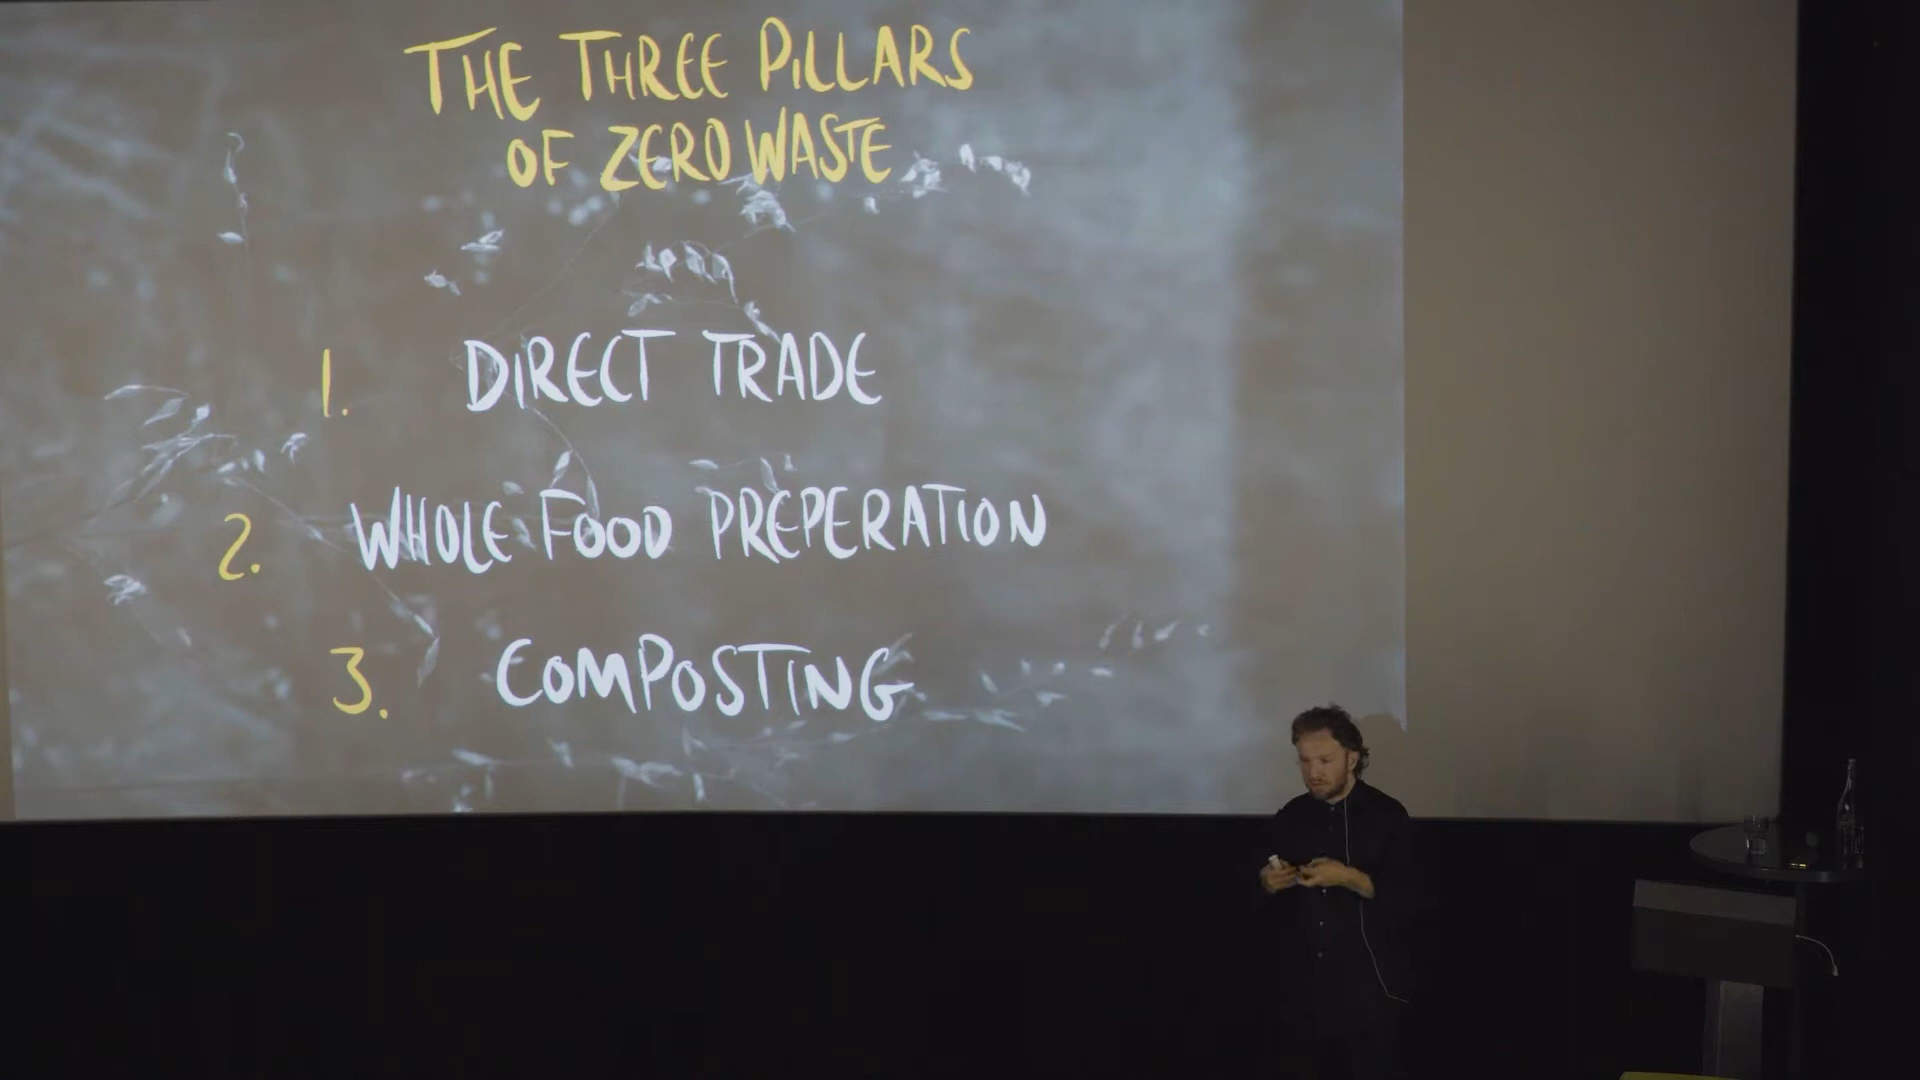 THE THREE PILLARS
OF ZERO WASTE
1. DIRECT TRADE
2. WHOLE FOOD PREPERATION
3. COMPOSTING